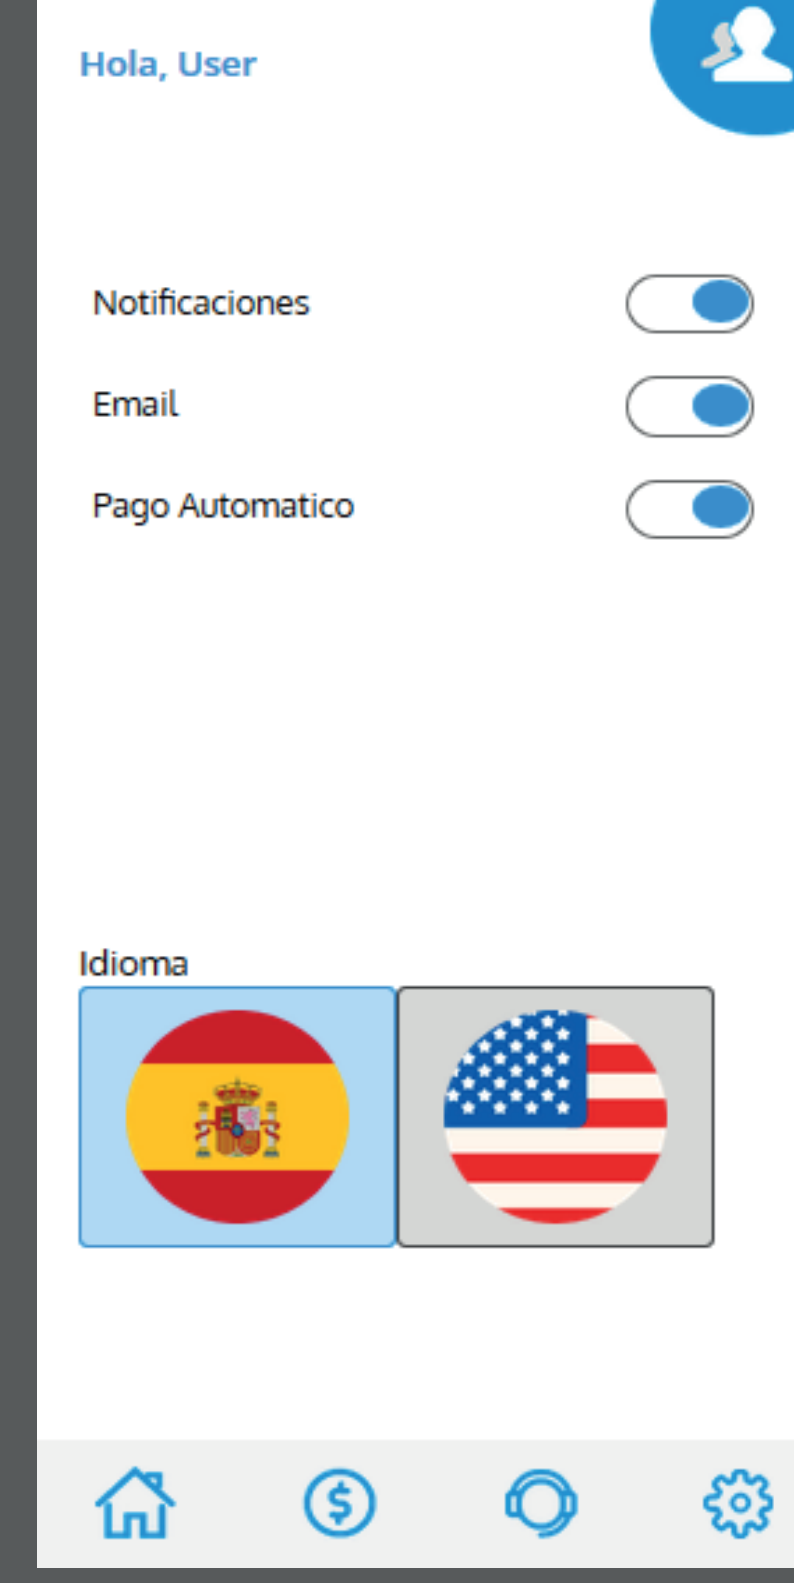 Hola, User
Notificaciones
Email
Pago Automatico
Idioma
$